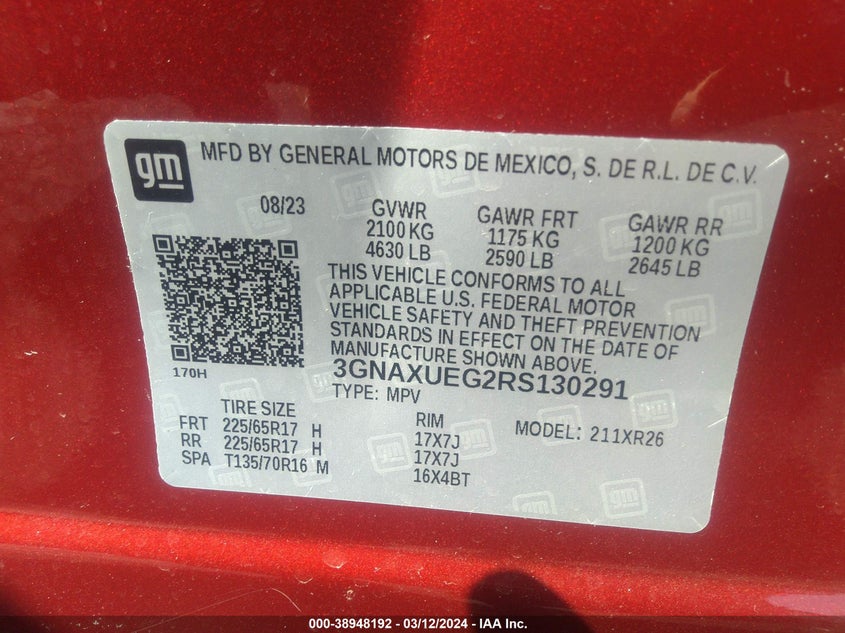 gm MFD BY GENERAL MOTORS DE MEXICO, S. DE R.L. DE C.V.
08/23 GVWR GAWR FRT GAWR RR
2100 KG 1175 KG 1200 KG
4630 LB 2590 LB 2645 LB
THIS VEHICLE CONFORMS TO ALL
APPLICABLE U.S. FEDERAL MOTOR
VEHICLE SAFETY AND THEFT PREVENTION
STANDARDS IN EFFECT ON THE DATE OF
MANUFACTURE SHOWN ABOVE.
170H
3GNAXUEG2RS130291
TYPE: MPV
TIRE SIZE RIM MODEL: 211XR26
FRT 225/65R17 H 17X7J
RR 225/65R17 H 17X7J
SPA T135/70R16 M 16X4BT
000-38948192 - 03/12/2024 - IAA Inc.